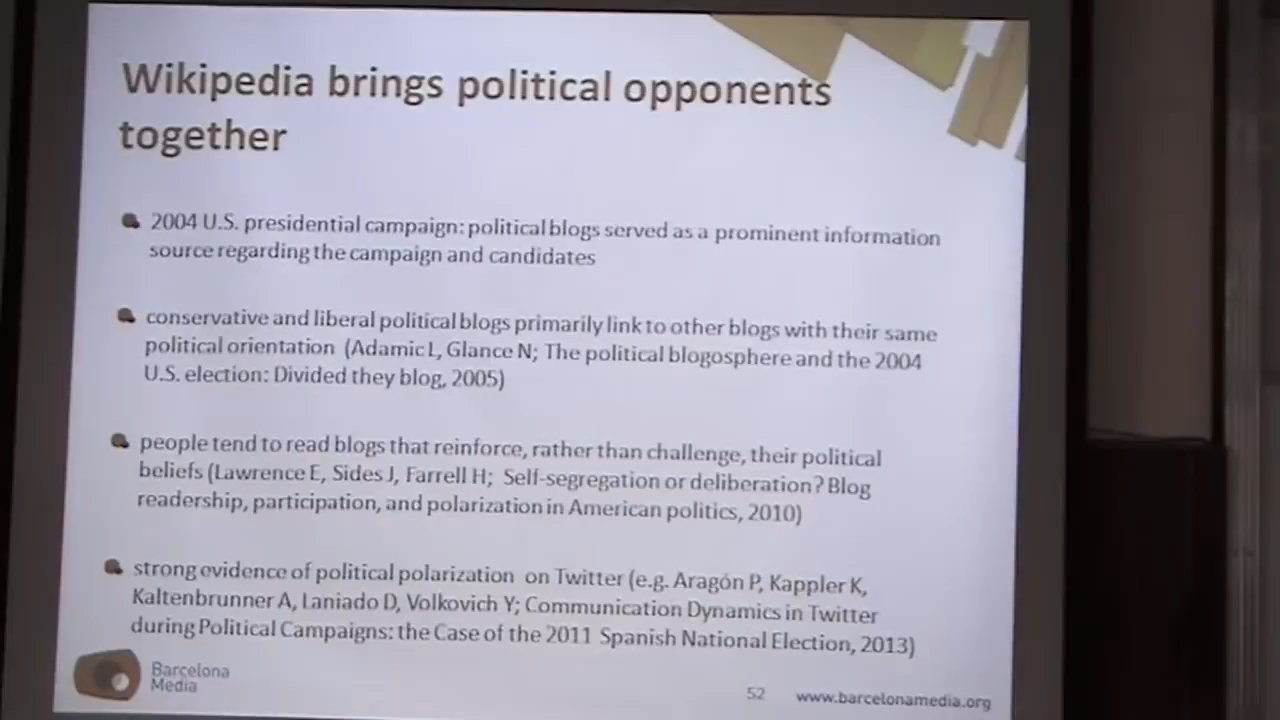 Wikipedia brings political opponents
together
2004 U.S. presidential campaign: political blogs served as a prominent information
source regarding the campaign and candidates
conservative and liberal political blogs primarily link to other blogs with their same
political orientation (Adamic L, Glance N; The political blogosphere and the 2004
U.S. election: Divided they blog, 2005)
people tend to read blogs that reinforce, rather than challenge, their political
beliefs (Lawrence E, Sides J, Farrell H; Self-segregation or deliberation? Blog
readership, participation, and polarization in American politics, 2010)
strong evidence of political polarization on Twitter (e.g. Aragón P, Kappler K,
Kaltenbrunner A, Laniado D, Volkovich Y; Communication Dynamics in Twitter
during Political Campaigns: the Case of the 2011 Spanish National Election, 2013)
Barcelona
Media
52 www.barcelonamedia.org